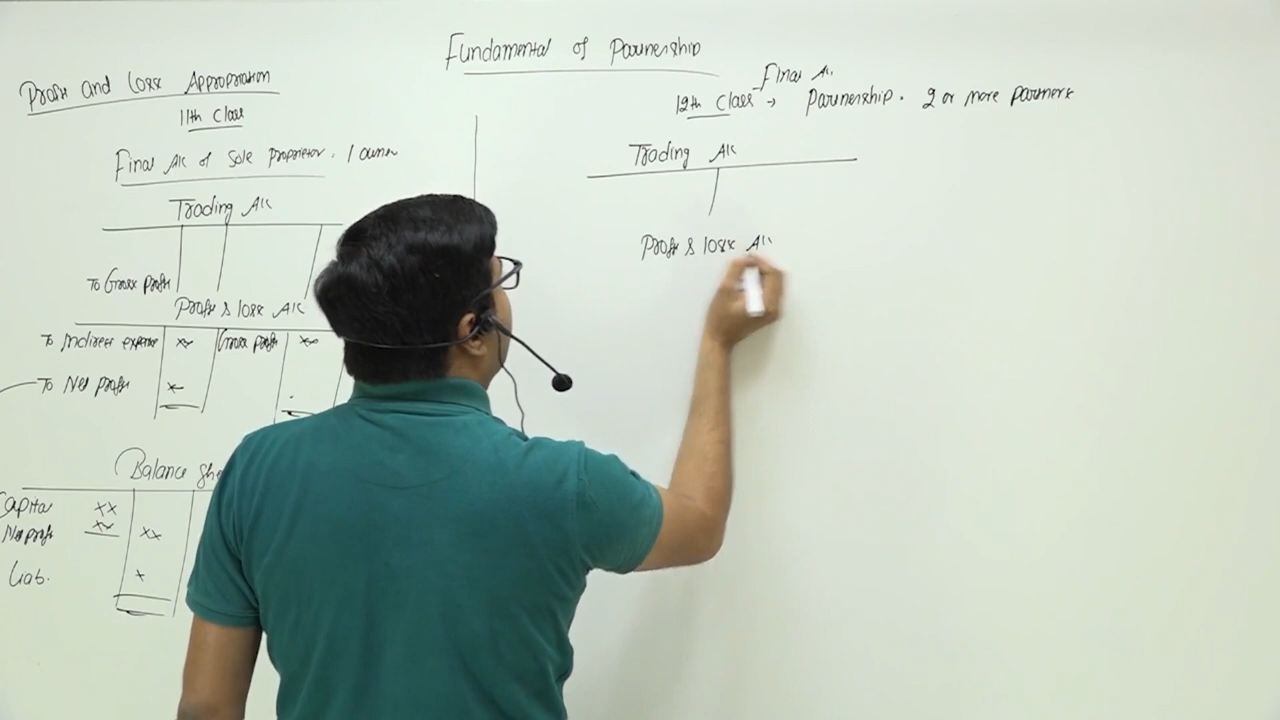 Fundamental of Partnership
Profit and Loss Appropriation
11th Class
Final A/c of Sole Proprietor. 1 owner
Trading A/c
To Gross Profit
Profit & loss A/c
To Indirect expense xx Gross profit xx
To Net profit x
Balance She
Capital xx
Net profit xx xx
Liab. x
Final A/c
12th Class → Partnership. 2 or more partners
Trading A/c
Profit & loss A/c